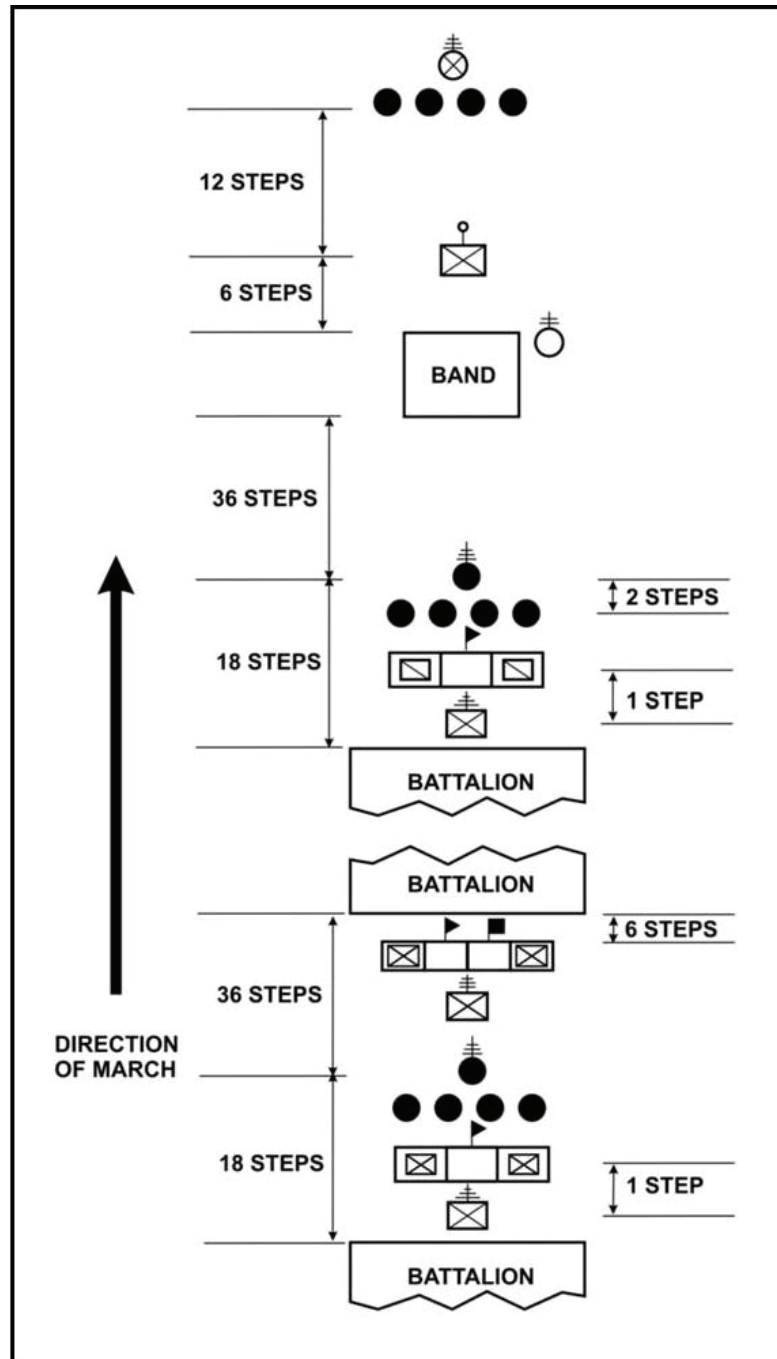 12 STEPS
6 STEPS
BAND
36 STEPS
2 STEPS
18 STEPS
1 STEP
BATTALION
BATTALION
6 STEPS
36 STEPS
DIRECTION
OF MARCH
18 STEPS
1 STEP
BATTALION